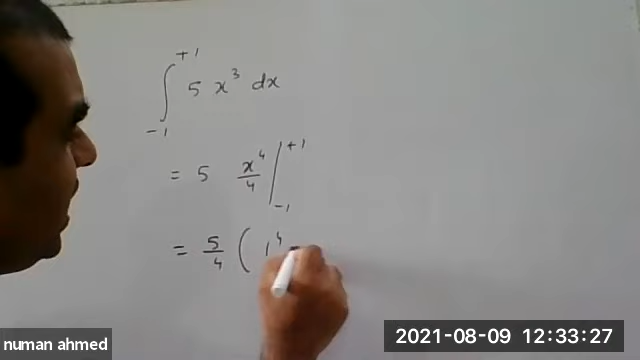 ∫₋₁⁺¹ 5 x³ dx
= 5 x⁴/4 |₋₁⁺¹
= 5/4 ( 1⁴
numan ahmed
2021-08-09 12:33:27